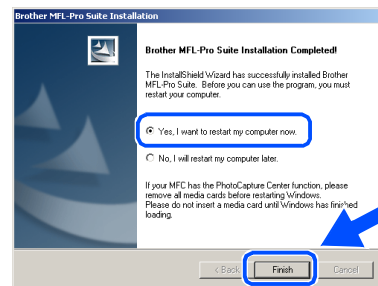 Brother MFL-Pro Suite Installation
Brother MFL-Pro Suite Installation Completed!
The InstallShield Wizard has successfully installed Brother
MFL-Pro Suite. Before you can use the program, you must
restart your computer.
Yes, I want to restart my computer now.
No, I will restart my computer later.
If your MFC has the PhotoCapture Center function, please
remove all media cards before restarting Windows.
Please do not insert a media card until Windows has finished
loading.
< Back Finish Cancel